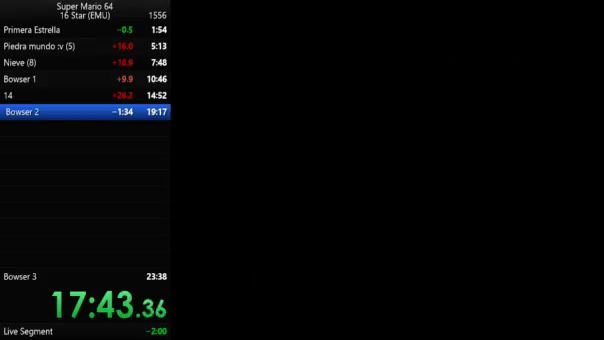 Super Mario 64
16 Star (EMU) 1556
Primera Estrella −0.5 1:54
Piedra mundo :v (5) +16.0 5:13
Nieve (8) +18.9 7:48
Bowser 1 +9.9 10:46
14 +26.2 14:52
Bowser 2 −1:34 19:17
Bowser 3 23:38
17:43.36
Live Segment −2:00